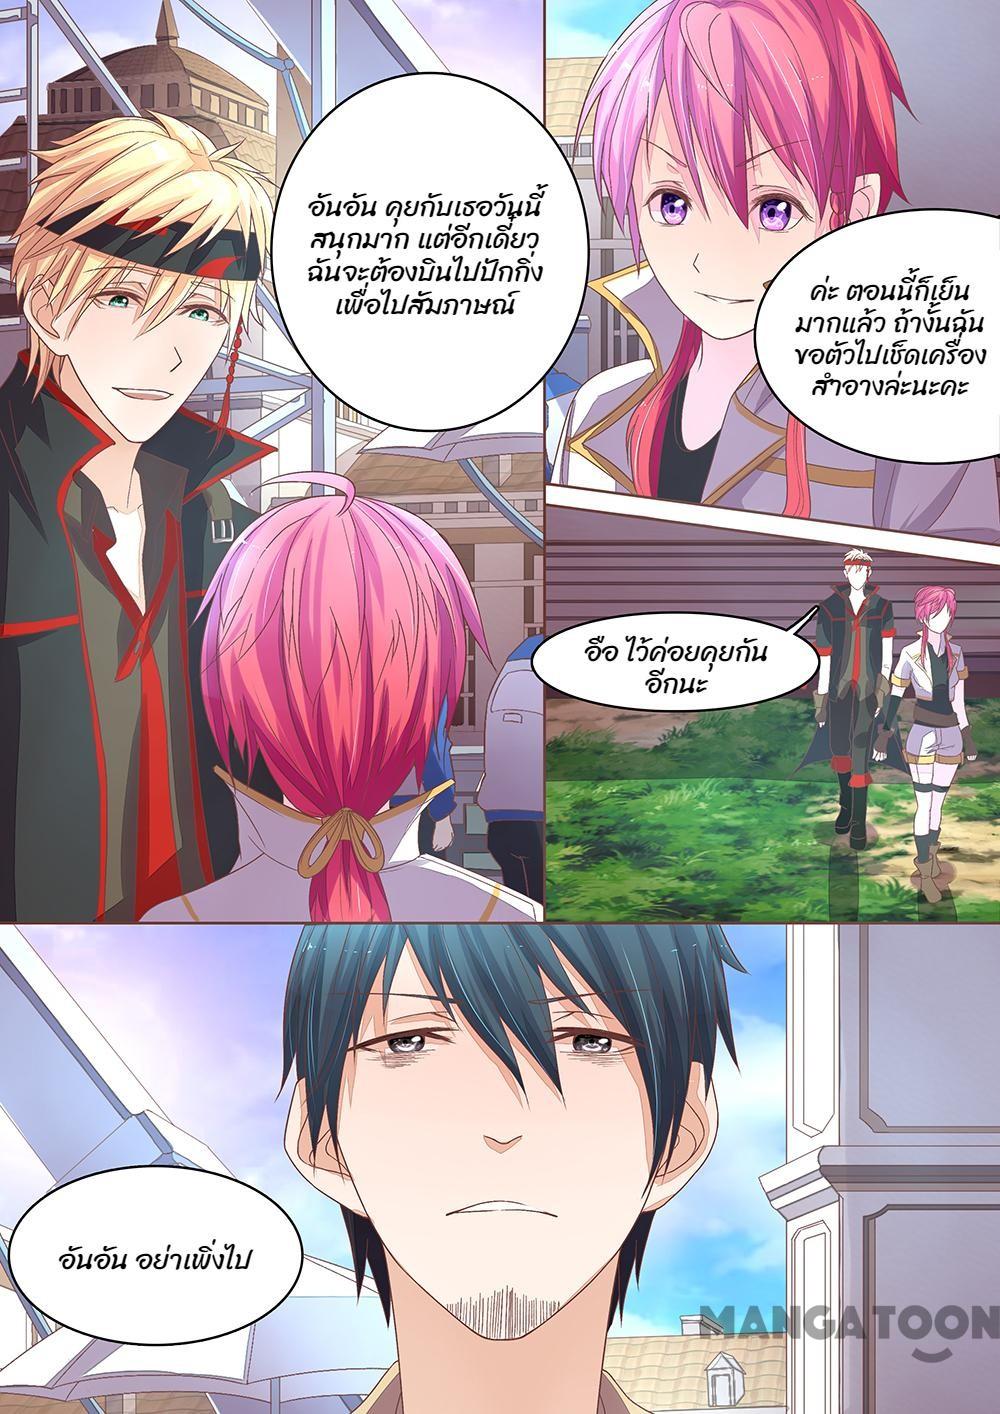 อันอัน คุยกับเธอวันนี้
สนุกมาก แต่อีกเดี๋ยว
ฉันจะต้องบินไปปักกิ่ง
เพื่อไปสัมภาษณ์
ค่ะ ตอนนี้ก็เย็น
มากแล้ว ถ้างั้นฉัน
ขอตัวไปเช็ดเครื่อง
สำอางล่ะนะคะ
อือ ไว้ค่อยคุยกัน
อีกนะ
อันอัน อย่าเพิ่งไป
MANGATOON